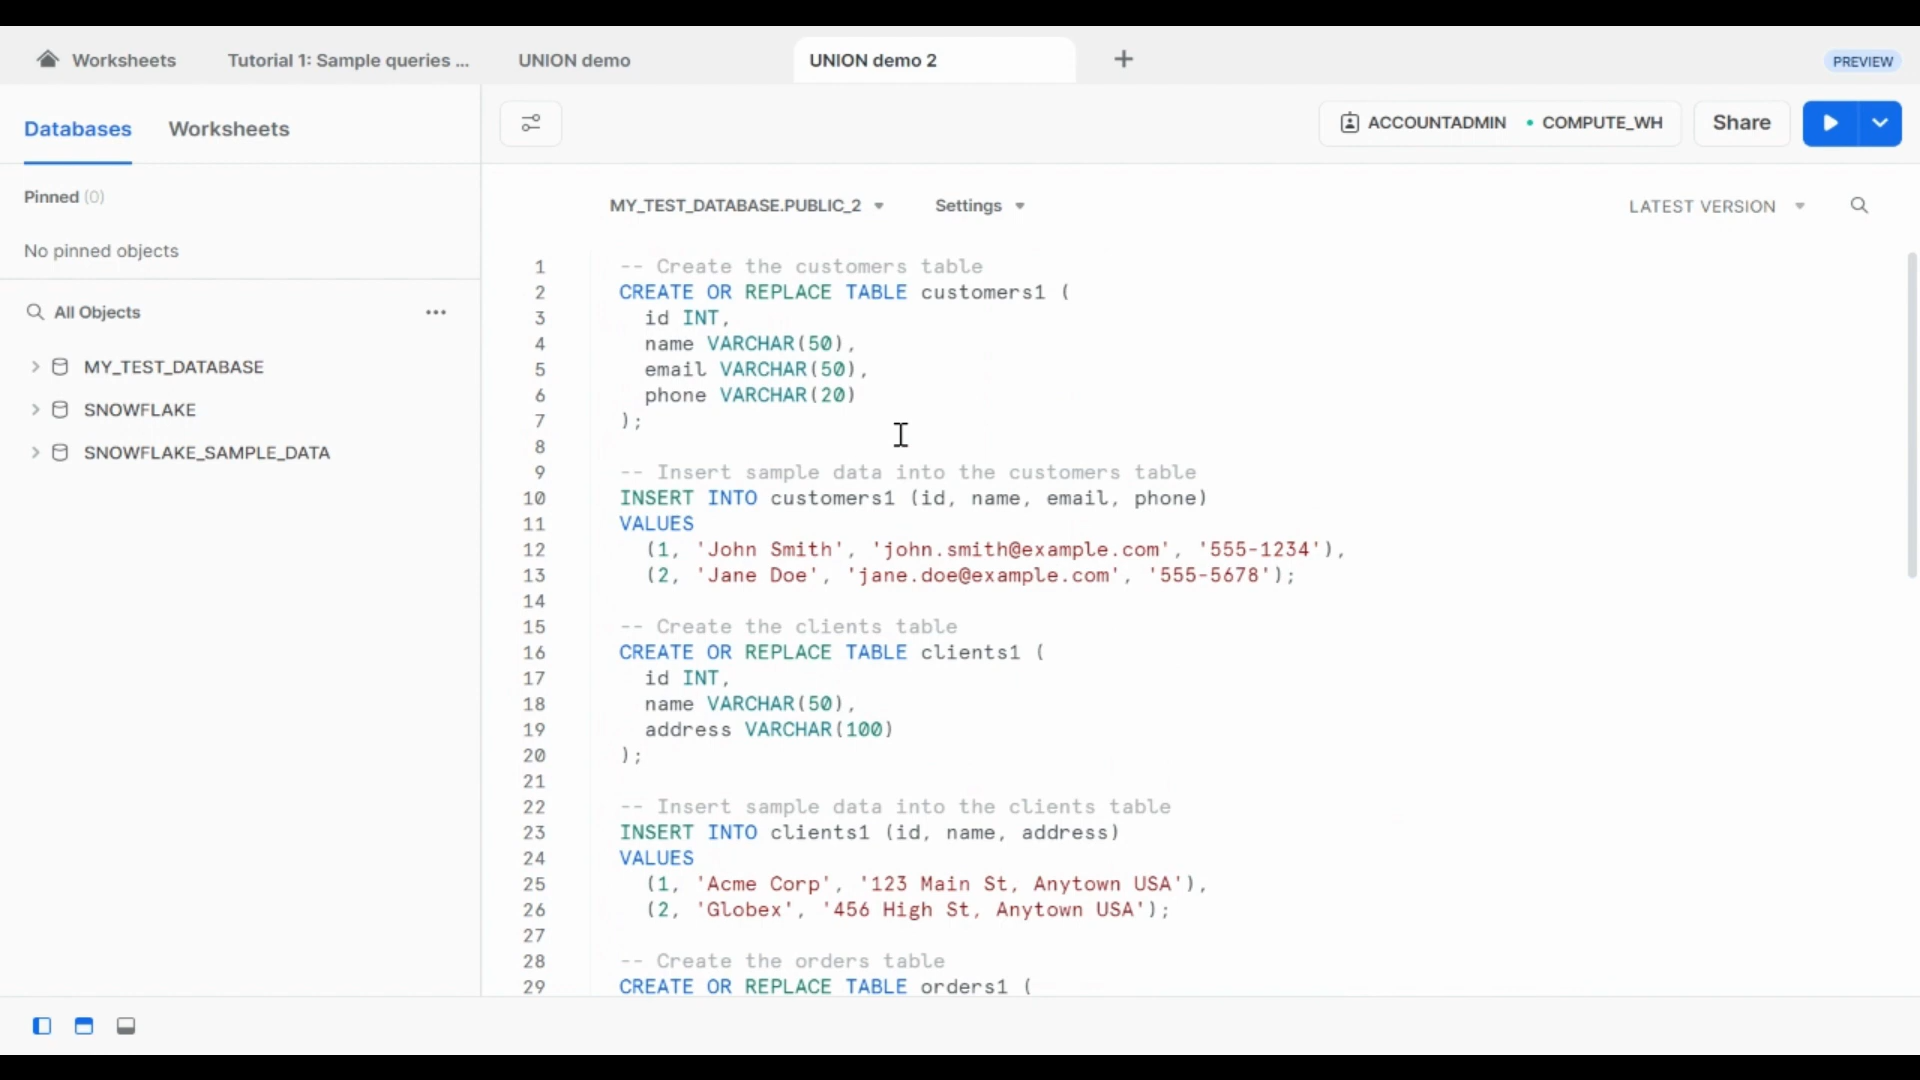 Worksheets
Tutorial 1: Sample queries ...
UNION demo
UNION demo 2
PREVIEW
Databases
Worksheets
ACCOUNTADMIN
COMPUTE_WH
Share
Pinned (0)
No pinned objects
All Objects
MY_TEST_DATABASE
SNOWFLAKE
SNOWFLAKE_SAMPLE_DATA
MY_TEST_DATABASE.PUBLIC_2
Settings
LATEST VERSION
1 -- Create the customers table
2 CREATE OR REPLACE TABLE customers1 (
3 id INT,
4 name VARCHAR(50),
5 email VARCHAR(50),
6 phone VARCHAR(20)
7 );
8
9 -- Insert sample data into the customers table
10 INSERT INTO customers1 (id, name, email, phone)
11 VALUES
12 (1, 'John Smith', 'john.smith@example.com', '555-1234'),
13 (2, 'Jane Doe', 'jane.doe@example.com', '555-5678');
14
15 -- Create the clients table
16 CREATE OR REPLACE TABLE clients1 (
17 id INT,
18 name VARCHAR(50),
19 address VARCHAR(100)
20 );
21
22 -- Insert sample data into the clients table
23 INSERT INTO clients1 (id, name, address)
24 VALUES
25 (1, 'Acme Corp', '123 Main St, Anytown USA'),
26 (2, 'Globex', '456 High St, Anytown USA');
27
28 -- Create the orders table
29 CREATE OR REPLACE TABLE orders1 (